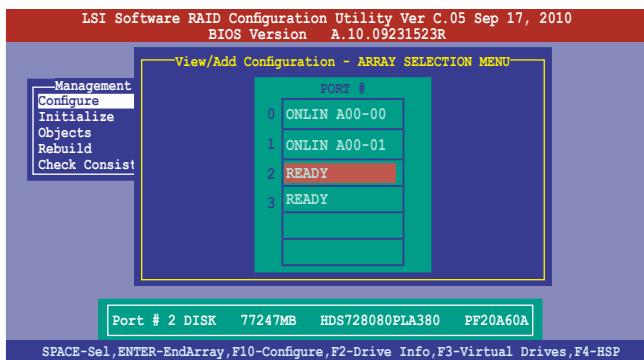 LSI Software RAID Configuration Utility Ver C.05 Sep 17, 2010
BIOS Version A.10.09231523R
View/Add Configuration - ARRAY SELECTION MENU
Management
Configure
Initialize
Objects
Rebuild
Check Consist
PORT #
0 ONLIN A00-00
1 ONLIN A00-01
2 READY
3 READY
Port # 2 DISK 77247MB HDS728080PLA380 PF20A60A
SPACE-Sel,ENTER-EndArray,F10-Configure,F2-Drive Info,F3-Virtual Drives,F4-HSP